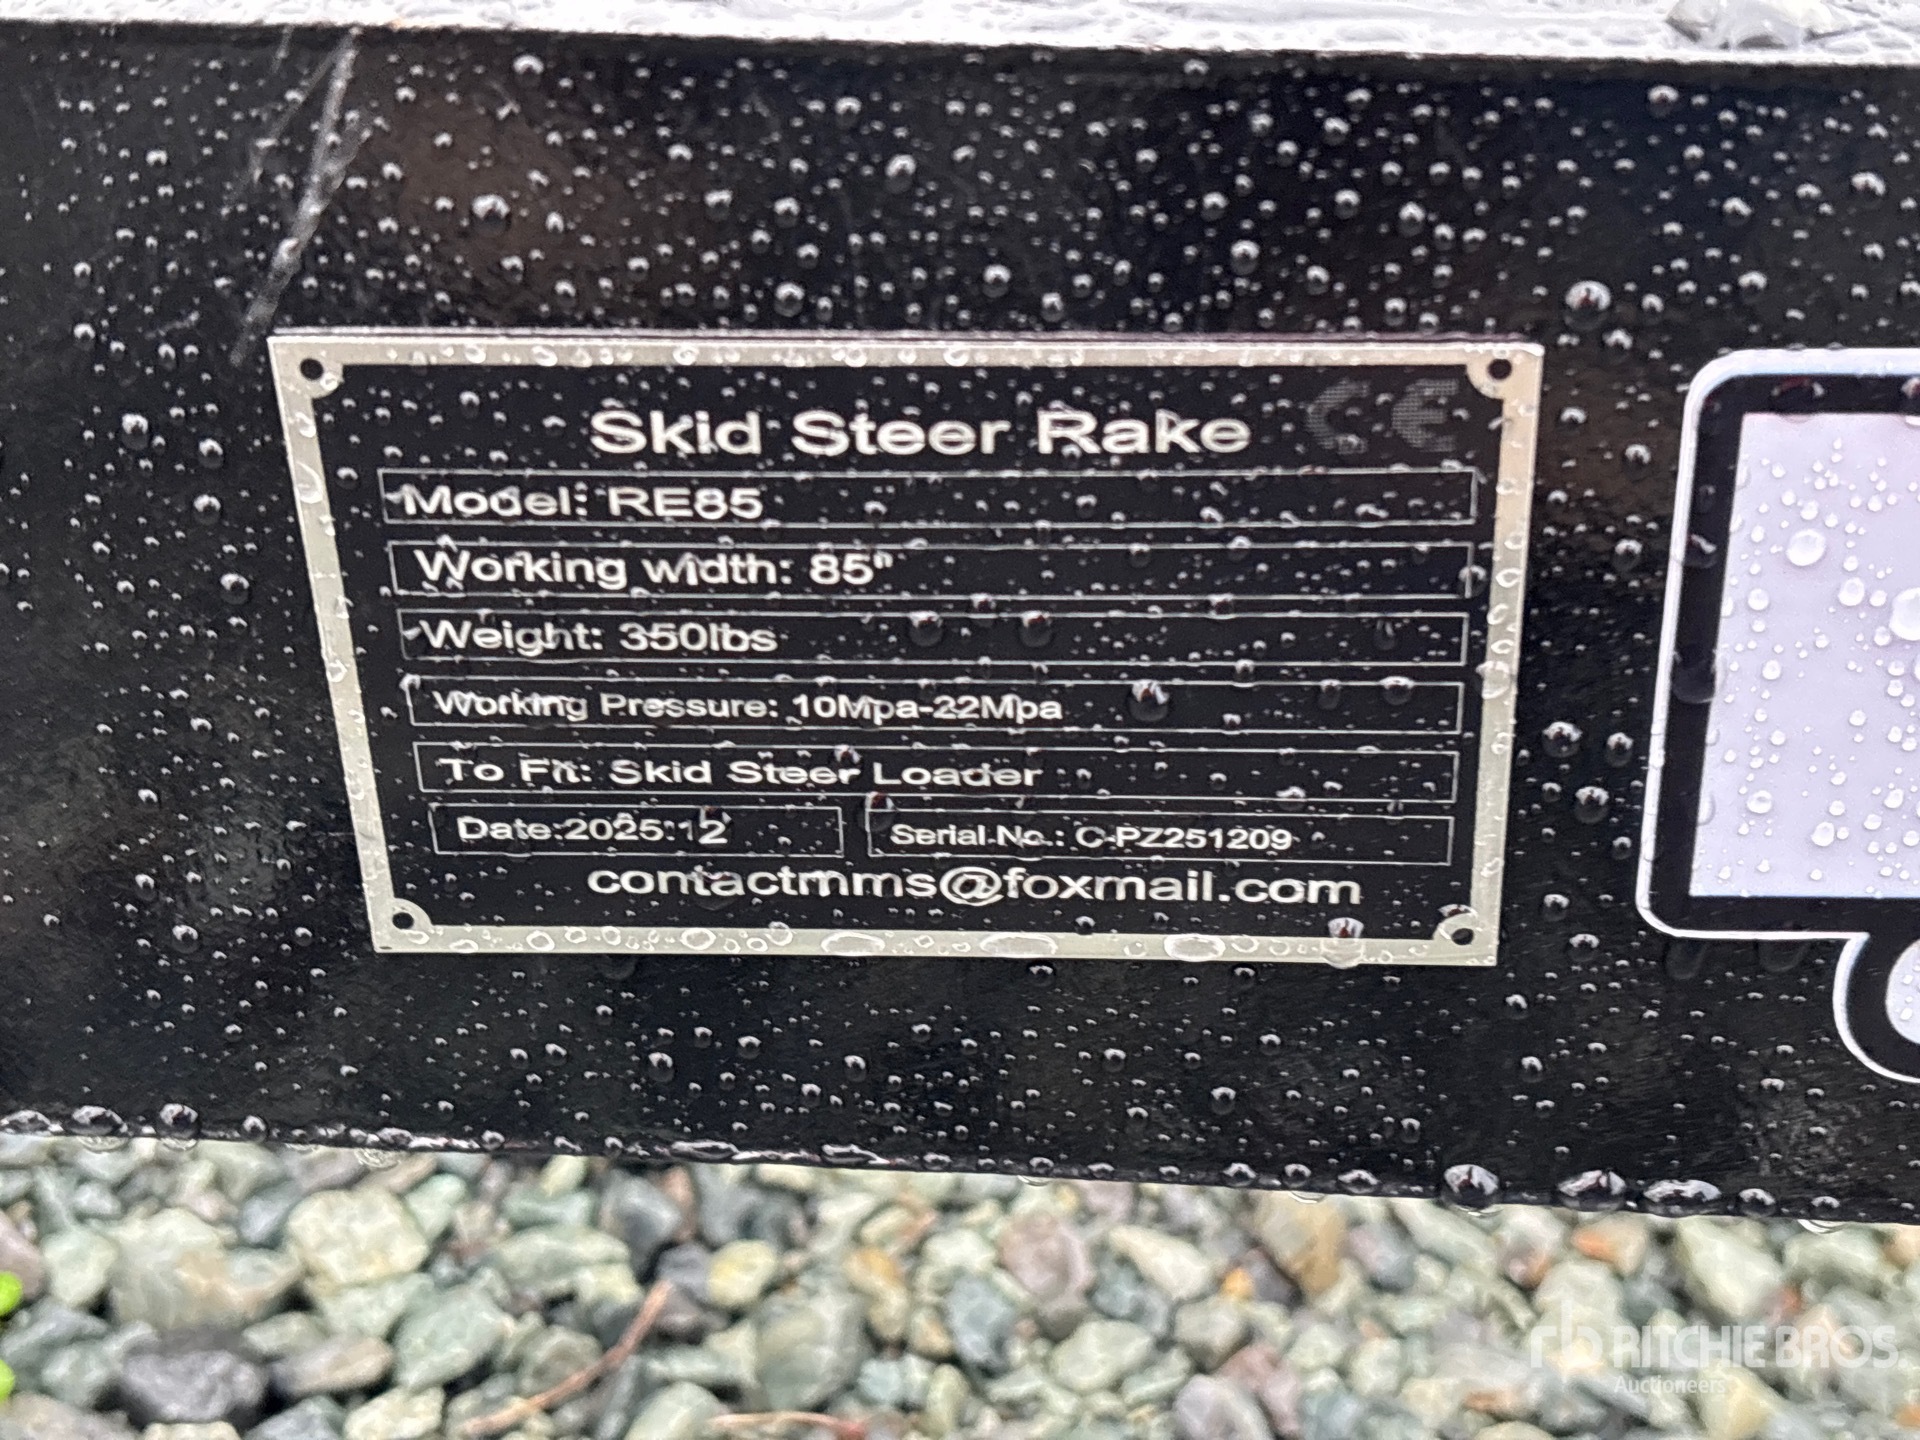 Skid Steer Rake CE
Model: RE85
Working width: 85"
Weight: 350lbs
Working Pressure: 10Mpa-22Mpa
To Fit: Skid Steer Loader
Date:2025.12 Serial No.: C-PZ251209
contactmms@foxmail.com
rb RITCHIE BROS.
Auctioneers